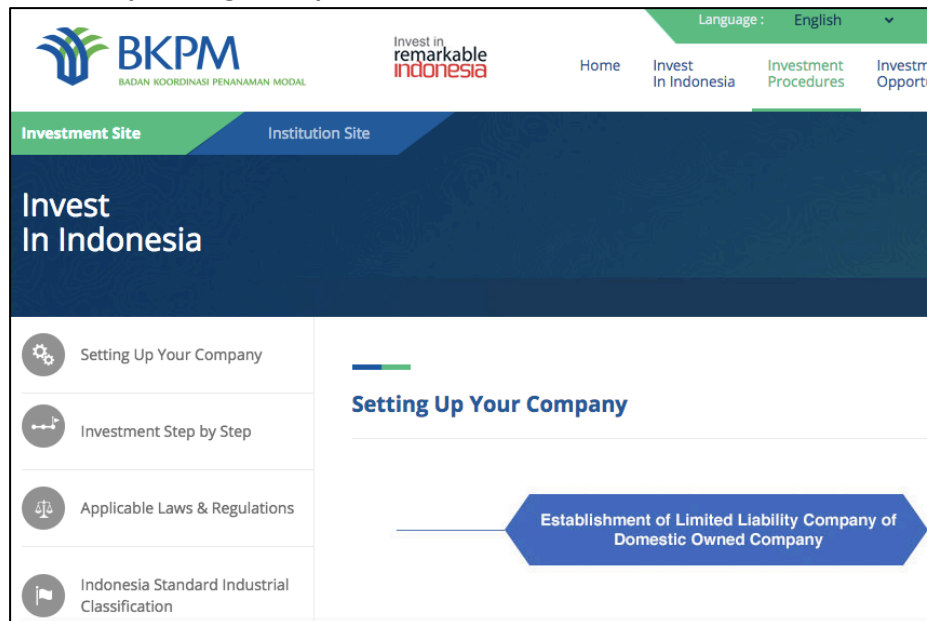 Language : English
BKPM
BADAN KOORDINASI PENANAMAN MODAL
Invest in
remarkable
indonesia
Home
Invest
In Indonesia
Investment
Procedures
Investm
Opport
Investment Site
Institution Site
Invest
In Indonesia
Setting Up Your Company
Investment Step by Step
Applicable Laws & Regulations
Indonesia Standard Industrial
Classification
Setting Up Your Company
Establishment of Limited Liability Company of
Domestic Owned Company